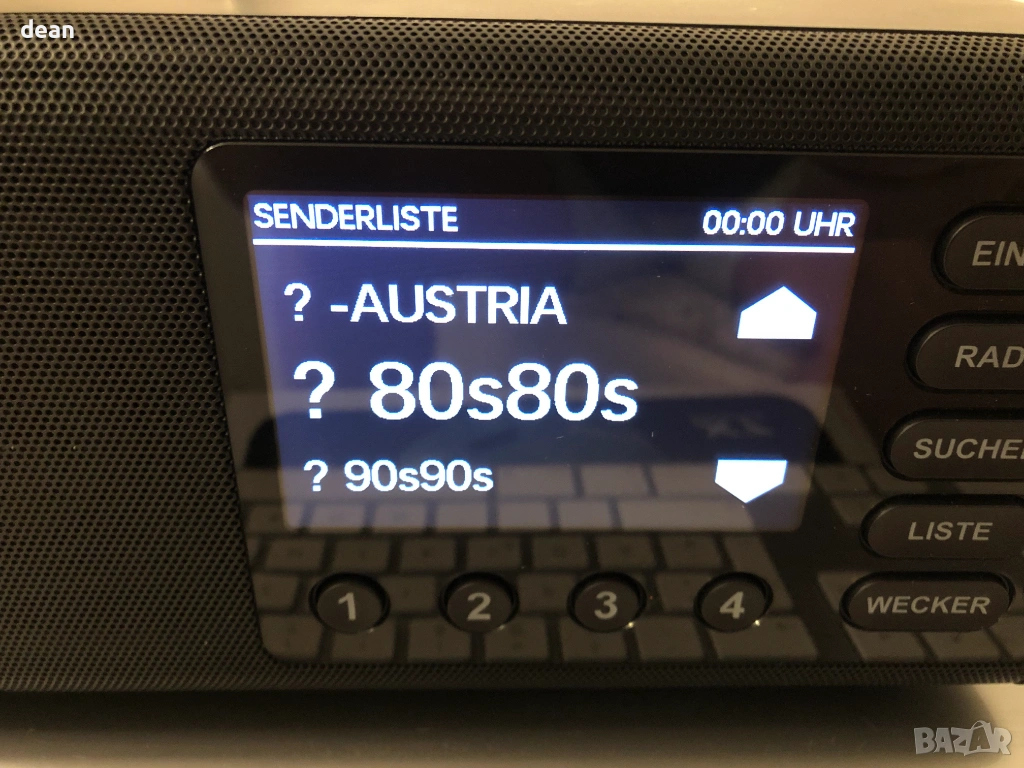 dean
SENDERLISTE 00:00 UHR
? -AUSTRIA
? 80s80s
? 90s90s
EIN
RAD
SUCHE
LISTE
WECKER
1 2 3 4
BAZAR